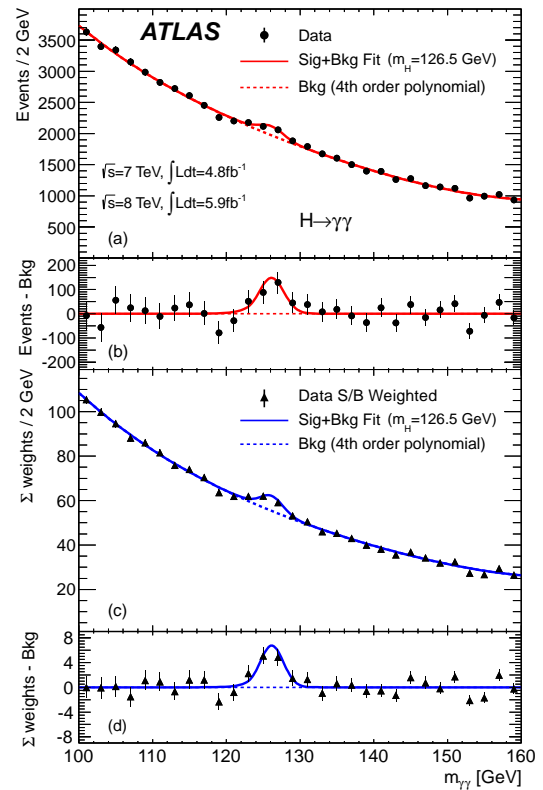 ATLAS
Data
Sig+Bkg Fit (mH=126.5 GeV)
Bkg (4th order polynomial)
Events / 2 GeV
3500
3000
2500
2000
1500
1000
500
√s=7 TeV, ∫Ldt=4.8fb-1
√s=8 TeV, ∫Ldt=5.9fb-1
H→γγ
(a)
Events - Bkg
200
100
0
-100
-200
(b)
Σ weights / 2 GeV
100
80
60
40
20
Data S/B Weighted
Sig+Bkg Fit (mH=126.5 GeV)
Bkg (4th order polynomial)
(c)
Σ weights - Bkg
8
4
0
-4
-8
(d)
100 110 120 130 140 150 160
mγγ [GeV]